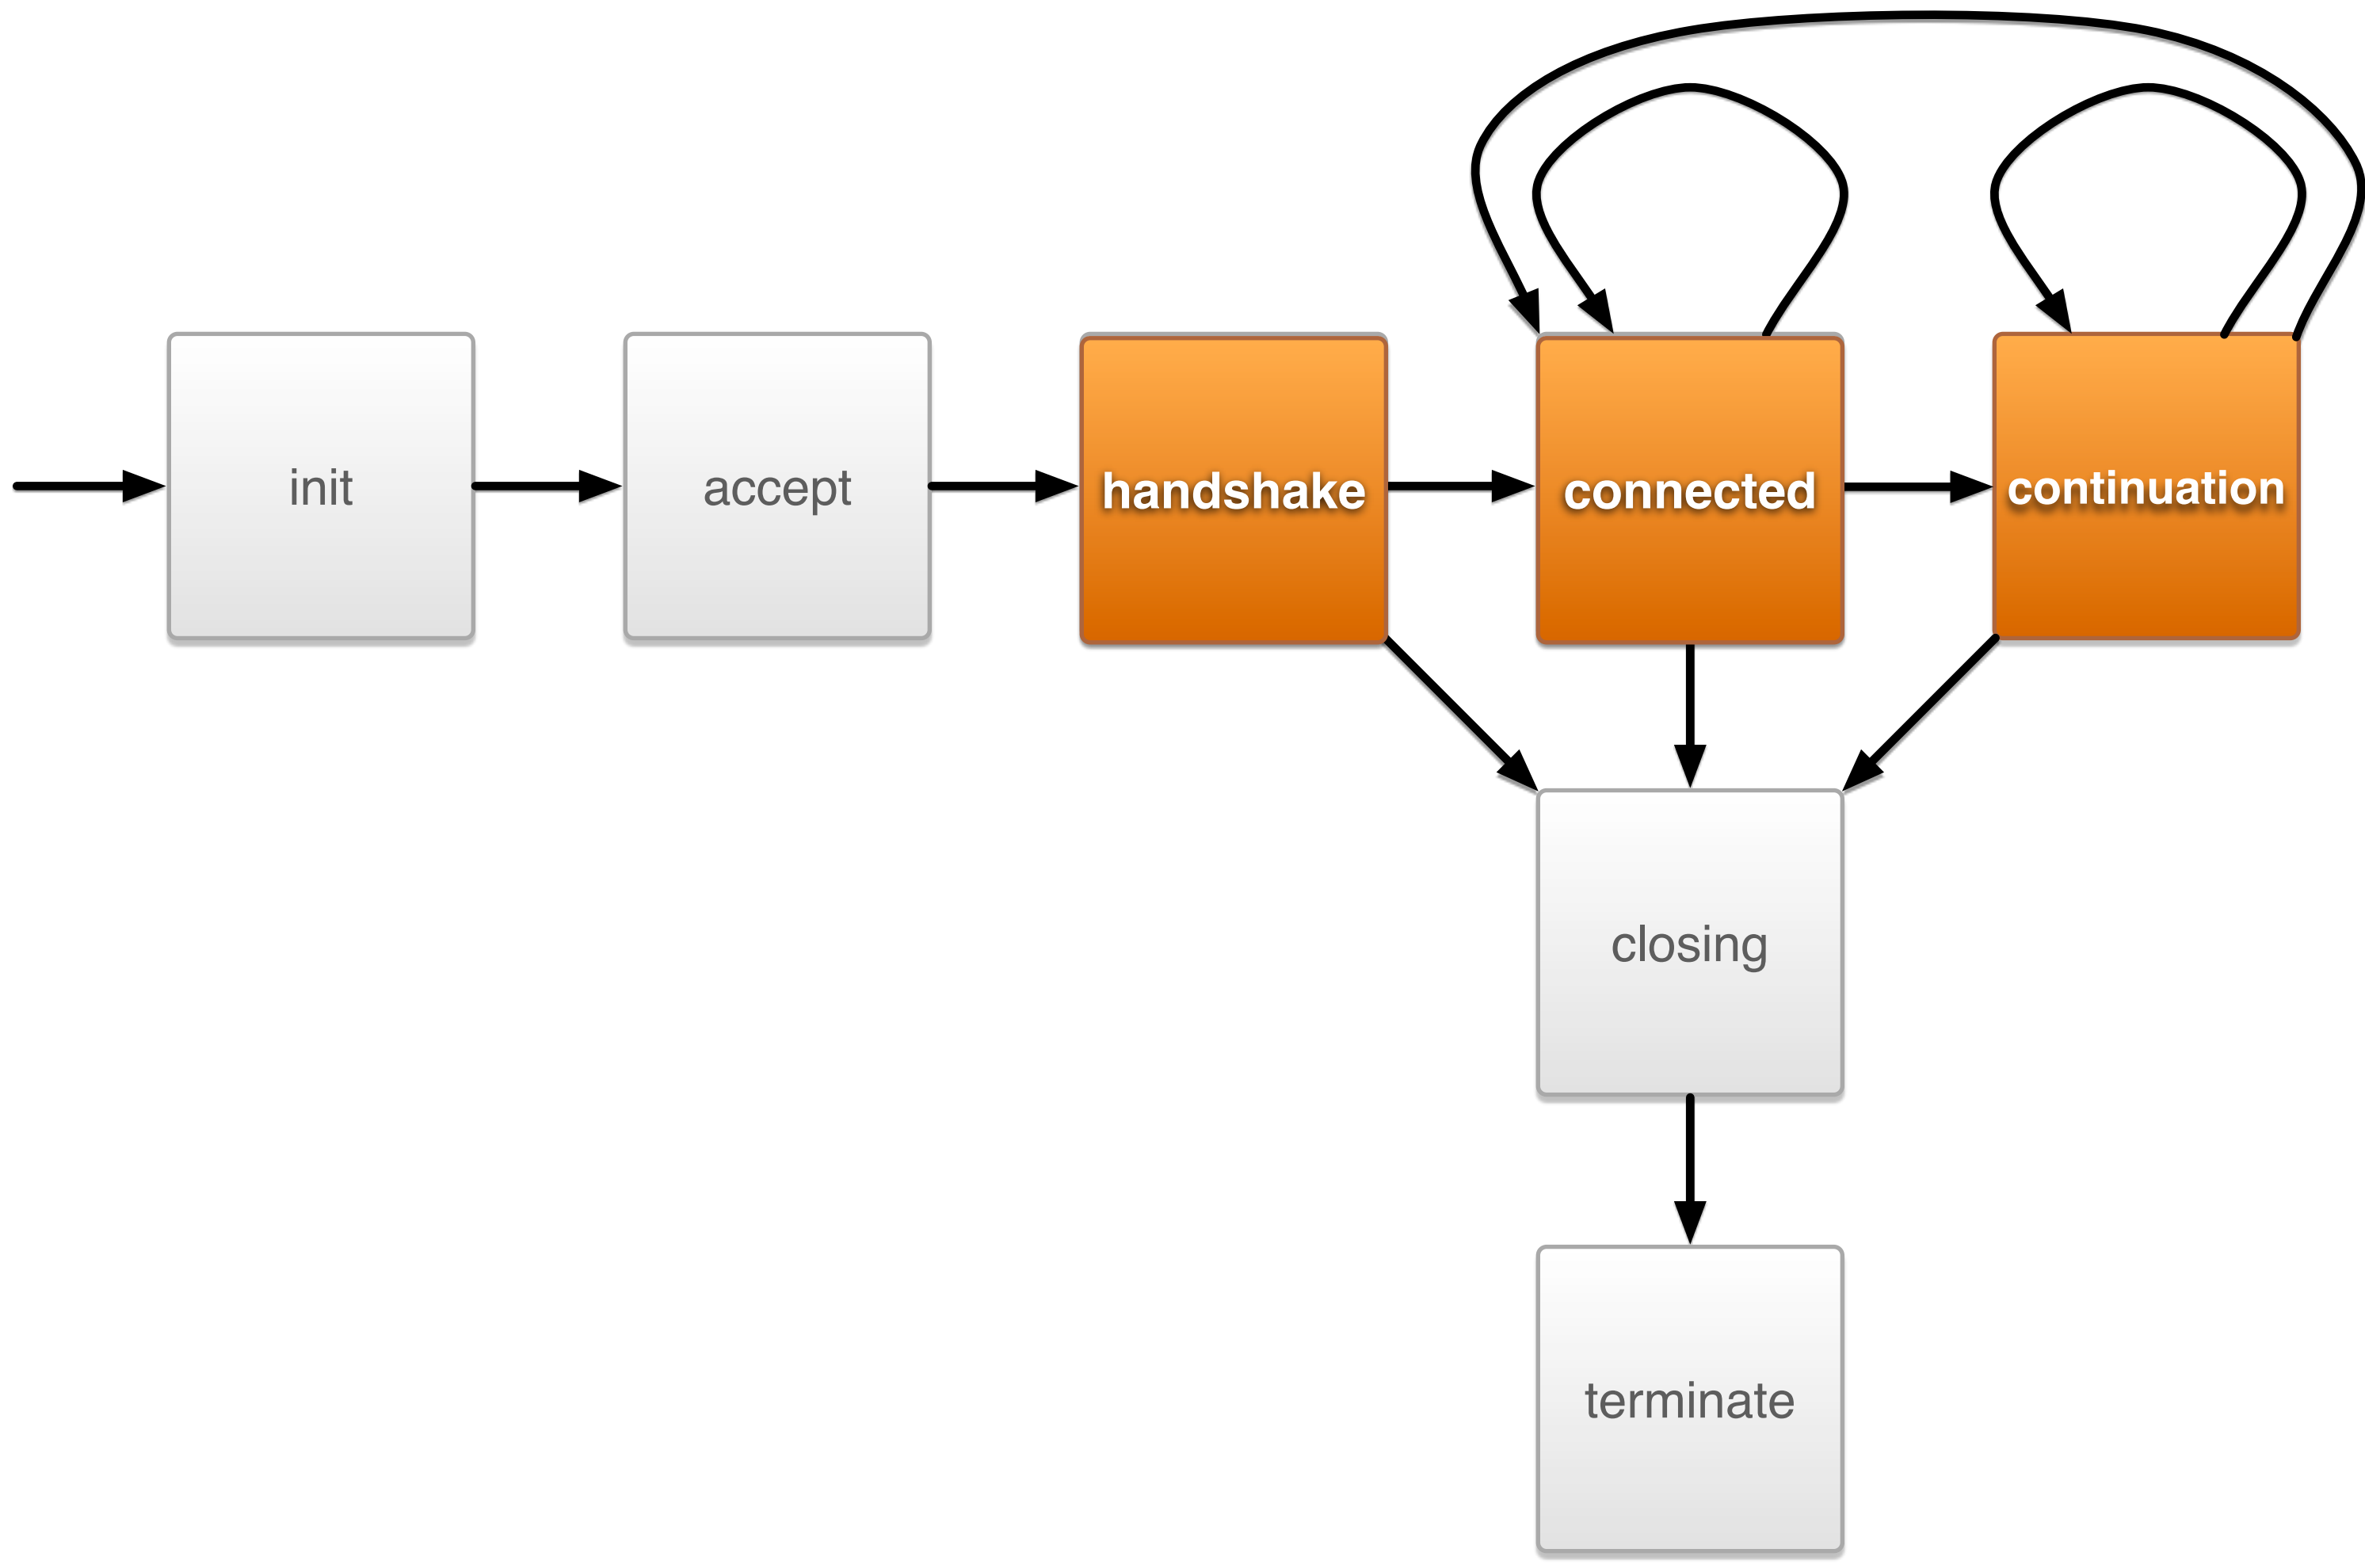 init
accept
handshake
connected
continuation
closing
terminate